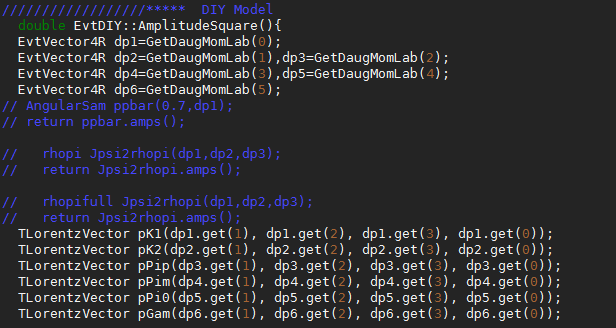 //////////////////***** DIY Model
double EvtDIY::AmplitudeSquare(){
EvtVector4R dp1=GetDaugMomLab(0);
EvtVector4R dp2=GetDaugMomLab(1),dp3=GetDaugMomLab(2);
EvtVector4R dp4=GetDaugMomLab(3),dp5=GetDaugMomLab(4);
EvtVector4R dp6=GetDaugMomLab(5);
// AngularSam ppbar(0.7,dp1);
// return ppbar.amps();
//   rhopi Jpsi2rhopi(dp1,dp2,dp3);
//   return Jpsi2rhopi.amps();
//   rhopifull Jpsi2rhopi(dp1,dp2,dp3);
//   return Jpsi2rhopi.amps();
TLorentzVector pK1(dp1.get(1), dp1.get(2), dp1.get(3), dp1.get(0));
TLorentzVector pK2(dp2.get(1), dp2.get(2), dp2.get(3), dp2.get(0));
TLorentzVector pPip(dp3.get(1), dp3.get(2), dp3.get(3), dp3.get(0));
TLorentzVector pPim(dp4.get(1), dp4.get(2), dp4.get(3), dp4.get(0));
TLorentzVector pPi0(dp5.get(1), dp5.get(2), dp5.get(3), dp5.get(0));
TLorentzVector pGam(dp6.get(1), dp6.get(2), dp6.get(3), dp6.get(0));